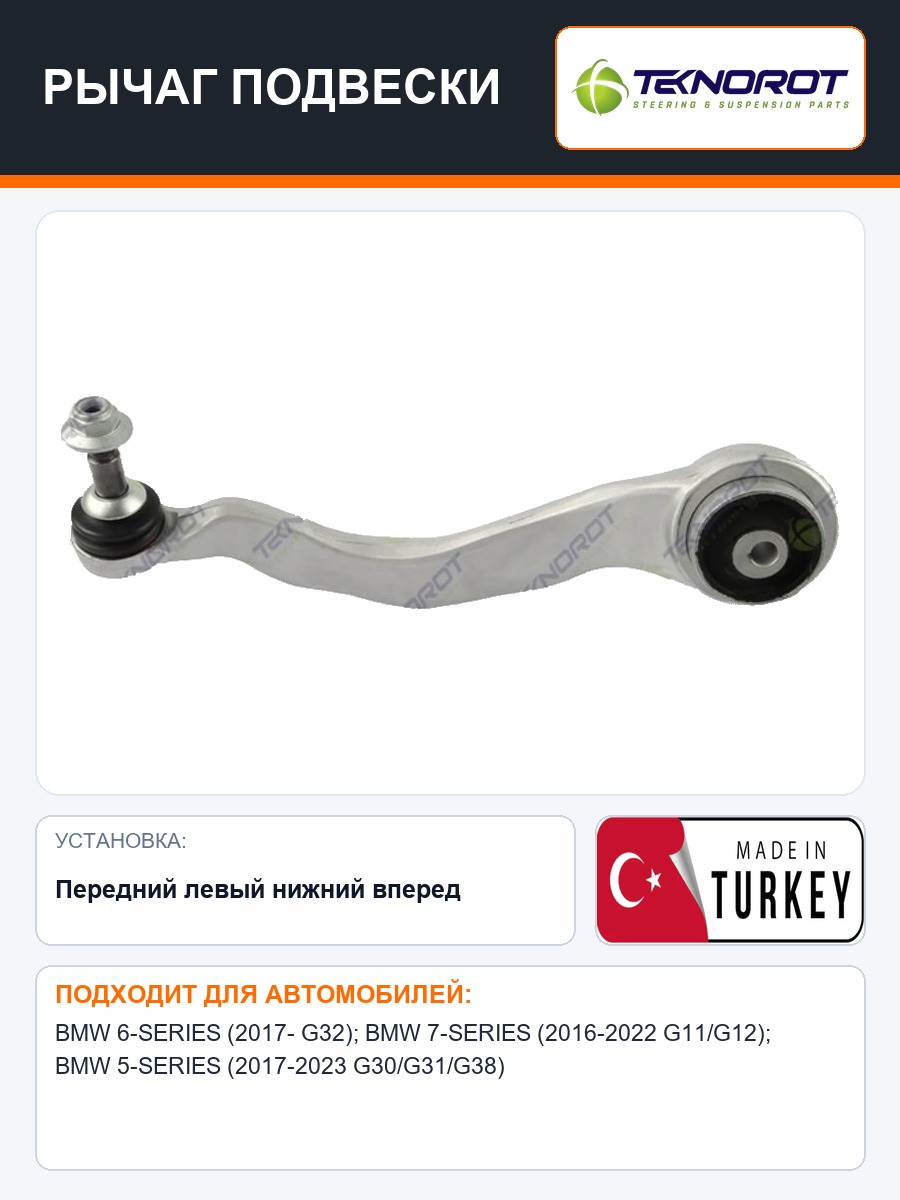 РЫЧАГ ПОДВЕСКИ
TEKNOROT
STEERING & SUSPENSION PARTS
TEKNOROT
УСТАНОВКА:
Передний левый нижний вперед
MADE IN
TURKEY
ПОДХОДИТ ДЛЯ АВТОМОБИЛЕЙ:
BMW 6-SERIES (2017- G32); BMW 7-SERIES (2016-2022 G11/G12);
BMW 5-SERIES (2017-2023 G30/G31/G38)